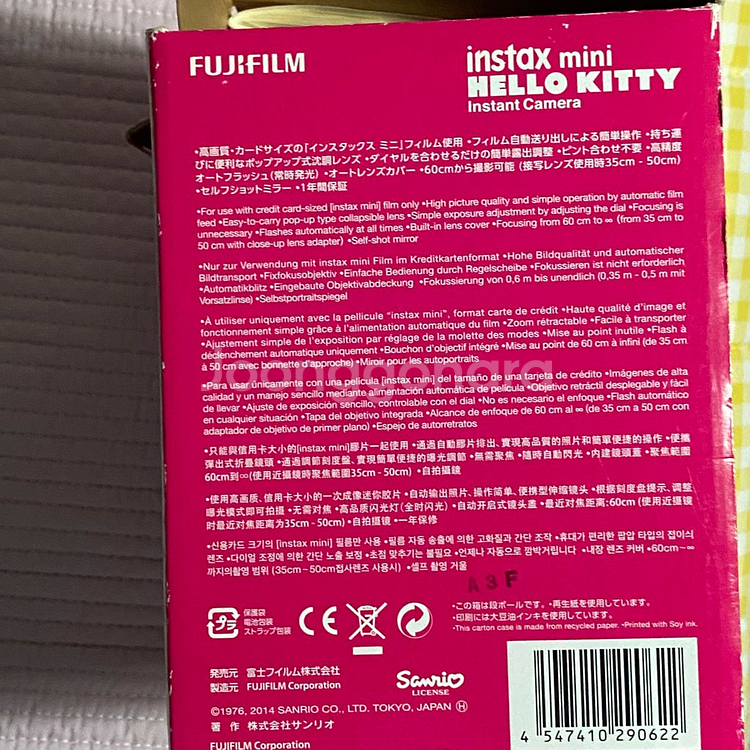 FUJIFILM
instax mini
HELLO KITTY
Instant Camera
•高画質・カードサイズの「インスタックス ミニ」フィルム使用 •フィルム自動送り出しによる簡単操作 •持ち運
びに便利なポップアップ式沈胴レンズ •ダイヤルを合わせるだけの簡単露出調整 •ピント合わせ不要 •高精度
オートフラッシュ(常時発光) •オートレンズカバー •60cmから撮影可能 (接写レンズ使用時35cm - 50cm)
•セルフショットミラー •1年間保証
•For use with credit card-sized [instax mini] film only •High picture quality and simple operation by automatic film
feed •Easy-to-carry pop-up type collapsible lens •Simple exposure adjustment by adjusting the dial •Focusing is
unnecessary •Flashes automatically at all times •Built-in lens cover •Focusing from 60 cm to ∞ (from 35 cm to
50 cm with close-up lens adapter) •Self-shot mirror
•Nur zur Verwendung mit instax mini Film im Kreditkartenformat •Hohe Bildqualität und automatischer
Bildtransport •Fixfokusobjektiv •Einfache Bedienung durch Regelscheibe •Fokussieren ist nicht erforderlich
•Automatikblitz •Eingebaute Objektivabdeckung •Fokussierung von 0,6 m bis unendlich (0,35 m - 0,5 m mit
Vorsatzlinse) •Selbstportraitspiegel
•À utiliser uniquement avec la pellicule "instax mini", format carte de crédit •Haute qualité d'image et
fonctionnement simple grâce à l'alimentation automatique du film •Zoom rétractable •Facile à transporter
•Ajustement simple de l'exposition par réglage de la molette des modes •Mise au point inutile •Flash à
déclenchement automatique uniquement •Bouchon d'objectif intégré •Mise au point de 60 cm à infini (de 35 cm
à 50 cm avec bonnette d'approche) •Miroir pour les autoportraits
Joonggonara
•Para uso únicamente con una película [instax mini] del tamaño de una tarjeta de crédito •Imágenes de alta
calidad y un manejo sencillo mediante alimentación automática de película •Objetivo retráctil desplegable y fácil
de llevar •Ajuste de exposición sencillo, controlable con el dial •No es necesario el enfoque •Flash automático
en cualquier situación •Tapa del objetivo integrada •Alcance de enfoque de 60 cm al ∞ (de 35 cm a 50 cm con
adaptador de objetivo de primer plano) •Espejo de autorretratos
•只能與信用卡大小的[instax mini]膠片一起使用 •通過自動膠片排出、實現高品質的照片和簡單便捷的操作 •便攜
彈出式折疊鏡頭 •通過調節刻度盤、實現簡單便捷的曝光調節 •無需聚焦 •隨時自動閃光 •內建鏡頭蓋 •聚焦範圍
60cm到∞(使用近攝鏡時聚焦範圍35cm - 50cm) •自拍攝鏡
•使用高画质、信用卡大小的一次成像迷你胶片 •自动输出照片、操作简单、便携型伸缩镜头 •根据刻度盘提示、调整
曝光模式即可拍摄 •无需对焦 •高品质闪光灯(全时闪光) •自动开启式镜头盖 •最近对焦距离:60cm (使用近摄镜
时最近对焦距离为35cm - 50cm) •自拍摄镜 •一年保修
•신용카드 크기의 [instax mini] 필름만 사용 •필름 자동 송출에 의한 고화질과 간단 조작 •휴대가 편리한 팝업 타입의 접이식
렌즈 •다이얼 조정에 의한 간단 노출 보정 •초점 맞추기는 불필요 •언제나 자동으로 깜박거립니다 •내장 렌즈 커버 •60cm~∞
까지의촬영 범위 (35cm~50cm접사렌즈 사용시) •셀프 촬영 거울
A3F
プラ
保護袋
電池包装
ストラップ包装
CE
•この箱は段ボールです。•再生紙を使用しています。
•印刷には大豆油インキを使用しています。
•This carton case is made from recycled paper. •Printed with Soy ink.
発売元 富士フイルム株式会社
製造元 FUJIFILM Corporation
Sanrio
LICENSE
©1976, 2014 SANRIO CO., LTD. TOKYO, JAPAN Ⓗ
著 作 株式会社サンリオ
FUJIFILM Corporation
4 547410 290622